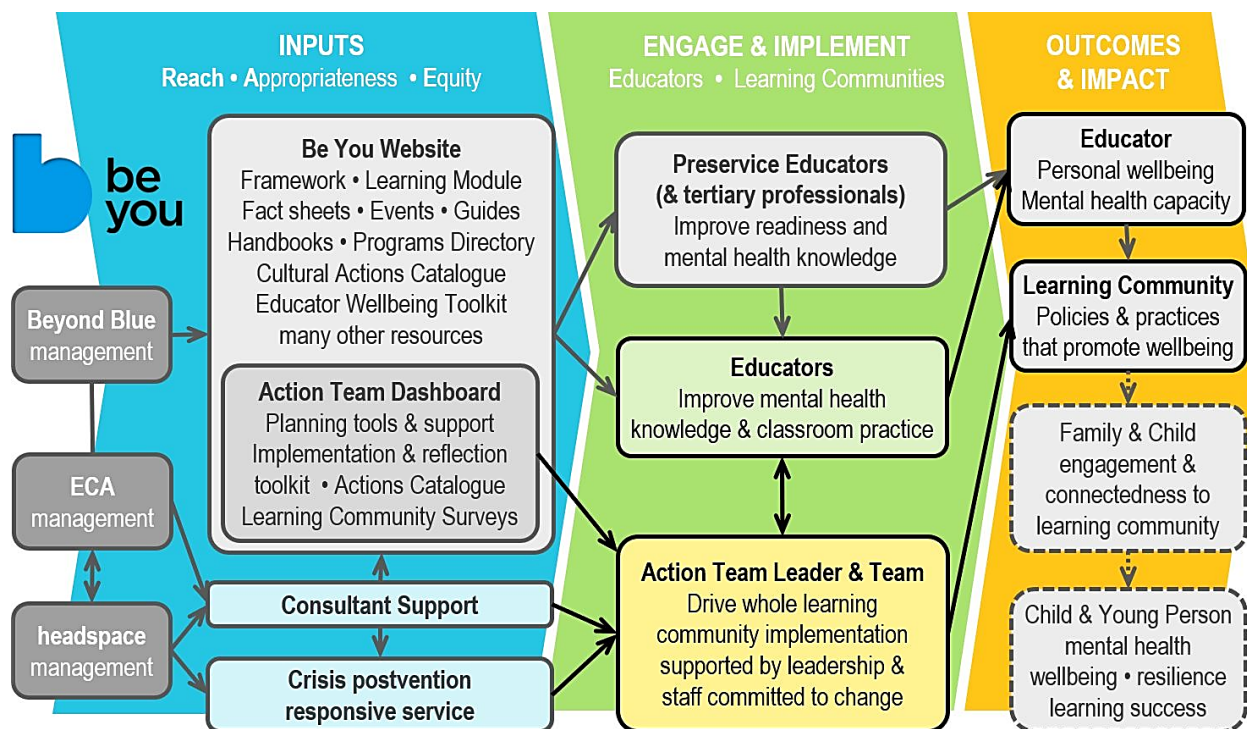 INPUTS
Reach • Appropriateness • Equity
ENGAGE & IMPLEMENT
Educators • Learning Communities
OUTCOMES
& IMPACT
b be
you
Beyond Blue
management
ECA
management
headspace
management
Be You Website
Framework • Learning Module
Fact sheets • Events • Guides
Handbooks • Programs Directory
Cultural Actions Catalogue
Educator Wellbeing Toolkit
many other resources
Action Team Dashboard
Planning tools & support
Implementation & reflection
toolkit • Actions Catalogue
Learning Community Surveys
Consultant Support
Crisis postvention
responsive service
Preservice Educators
(& tertiary professionals)
Improve readiness and
mental health knowledge
Educators
Improve mental health
knowledge & classroom practice
Action Team Leader & Team
Drive whole learning
community implementation
supported by leadership &
staff committed to change
Educator
Personal wellbeing
Mental health capacity
Learning Community
Policies & practices
that promote wellbeing
Family & Child
engagement &
connectedness to
learning community
Child & Young Person
mental health
wellbeing • resilience
learning success